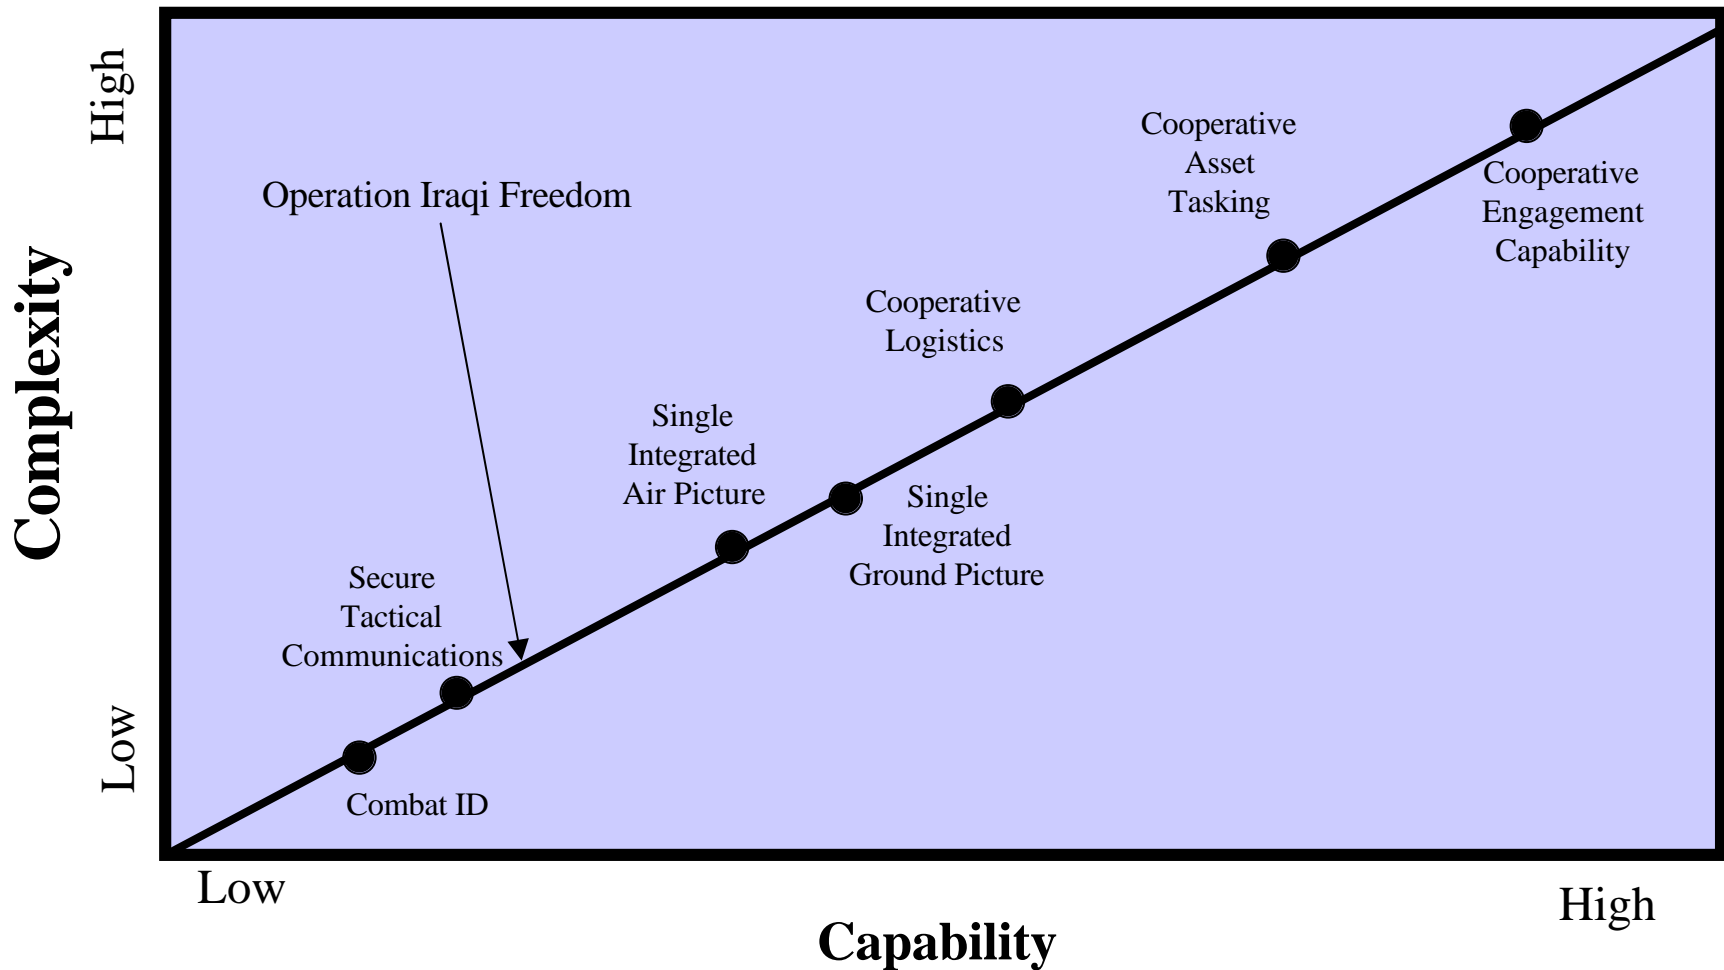 High
Cooperative
Asset
Tasking
Cooperative
Engagement
Capability
Operation Iraqi Freedom
Complexity
Cooperative
Logistics
Single
Integrated
Air Picture
Single
Integrated
Ground Picture
Secure
Tactical
Communications
Low
Combat ID
Low
High
Capability